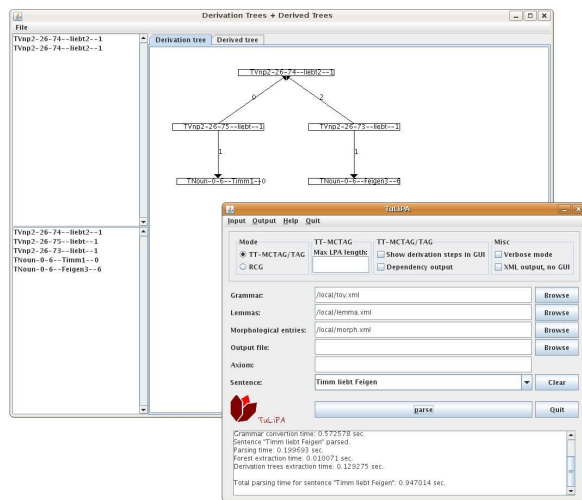 Derivation Trees + Derived Trees
File
TVnp2-26-74--liebt2--1
TVnp2-26-74--liebt2--1
Derivation tree
Derived tree
TVnp2-26-74--liebt2--1
0
2
TVnp2-26-75--liebt--1
TVnp2-26-73--liebt--1
1
1
TNoun-0-6--Timm1--0
TNoun-0-6--Feigen3--6
TVnp2-26-74--liebt2--1
TVnp2-26-75--liebt--1
TVnp2-26-73--liebt--1
TNoun-0-6--Timm1--0
TNoun-0-6--Feigen3--6
TuLiPA
Input Output Help Quit
Mode
TT-MCTAG/TAG
RCG
TT-MCTAG
Max LPA length:
TT-MCTAG/TAG
Show derivation steps in GUI
Dependency output
Misc
Verbose mode
XML output, no GUI
Grammar: /local/toy.xml Browse
Lemmas: /local/lemma.xml Browse
Morphological entries: /local/morph.xml Browse
Output file: Browse
Axiom:
Sentence: Timm liebt Feigen Clear
TuLiPA
parse Quit
Grammar convertion time: 0.572578 sec.
Sentence "Timm liebt Feigen" parsed.
Parsing time: 0.199693 sec.
Forest extraction time: 0.010071 sec.
Derivation trees extraction time: 0.129275 sec.
Total parsing time for sentence "Timm liebt Feigen": 0.947014 sec.